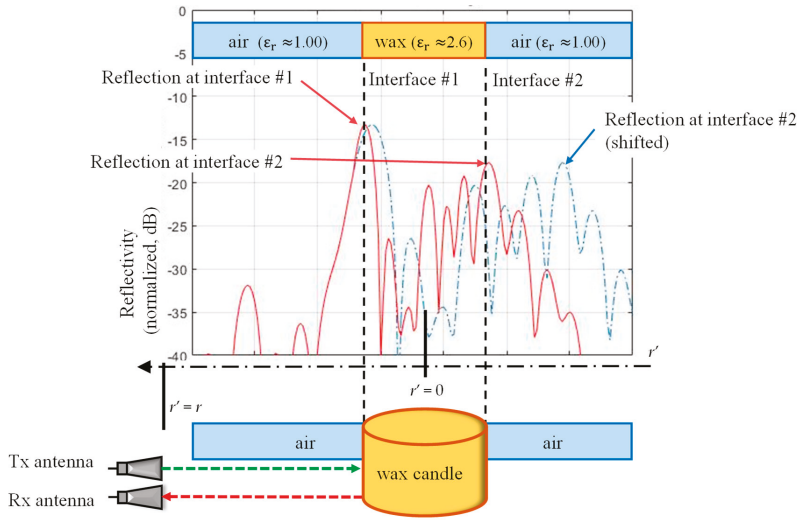 0
air (εr ≈1.00)
wax (εr ≈2.6)
air (εr ≈1.00)
-5
Reflection at interface #1
Interface #1
Interface #2
-10
Reflection at interface #2
(shifted)
-15
Reflection at interface #2
-20
-25
-30
-35
-40
Reflectivity
(normalized, dB)
r'
r' = 0
r' = r
air
air
Tx antenna
wax candle
Rx antenna